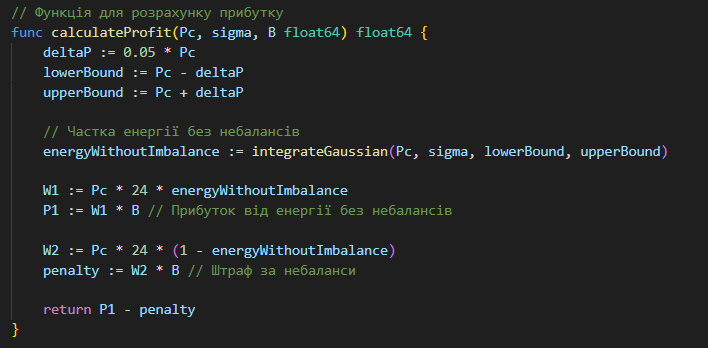 // Функція для розрахунку прибутку
func calculateProfit(Pc, sigma, B float64) float64 {
    deltaP := 0.05 * Pc
    lowerBound := Pc - deltaP
    upperBound := Pc + deltaP

    // Частка енергії без небалансів
    energyWithoutImbalance := integrateGaussian(Pc, sigma, lowerBound, upperBound)

    W1 := Pc * 24 * energyWithoutImbalance
    P1 := W1 * B // Прибуток від енергії без небалансів

    W2 := Pc * 24 * (1 - energyWithoutImbalance)
    penalty := W2 * B // Штраф за небаланси

    return P1 - penalty
}